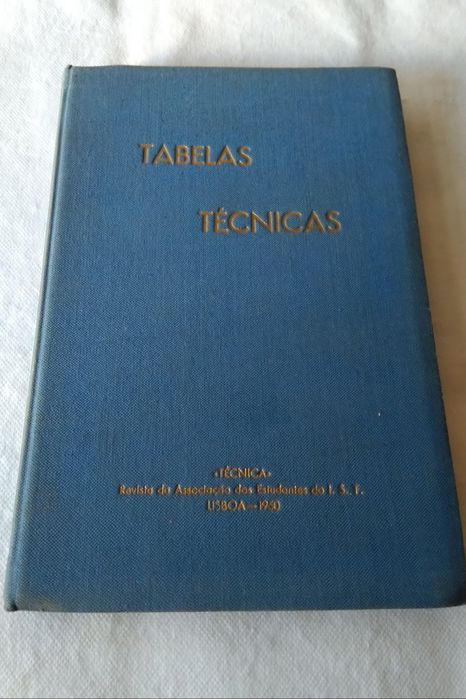 TABELAS
TÉCNICAS
«TÉCNICA»
Revista da Associação dos Estudantes do I. S. T.
LISBOA—1950